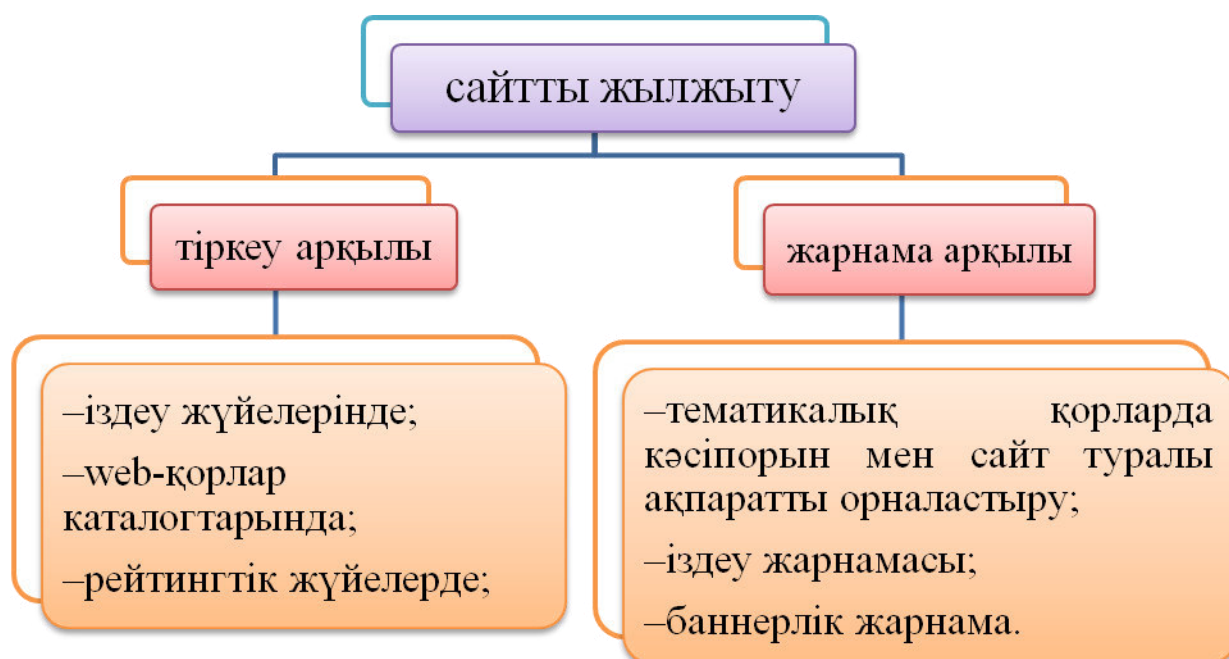 сайтты жылжыту
тіркеу арқылы
жарнама арқылы
–іздеу жүйелерінде;
–web-қорлар
каталогтарында;
–рейтингтік жүйелерде;
–тематикалық қорларда
кәсіпорын мен сайт туралы
ақпаратты орналастыру;
–іздеу жарнамасы;
–баннерлік жарнама.